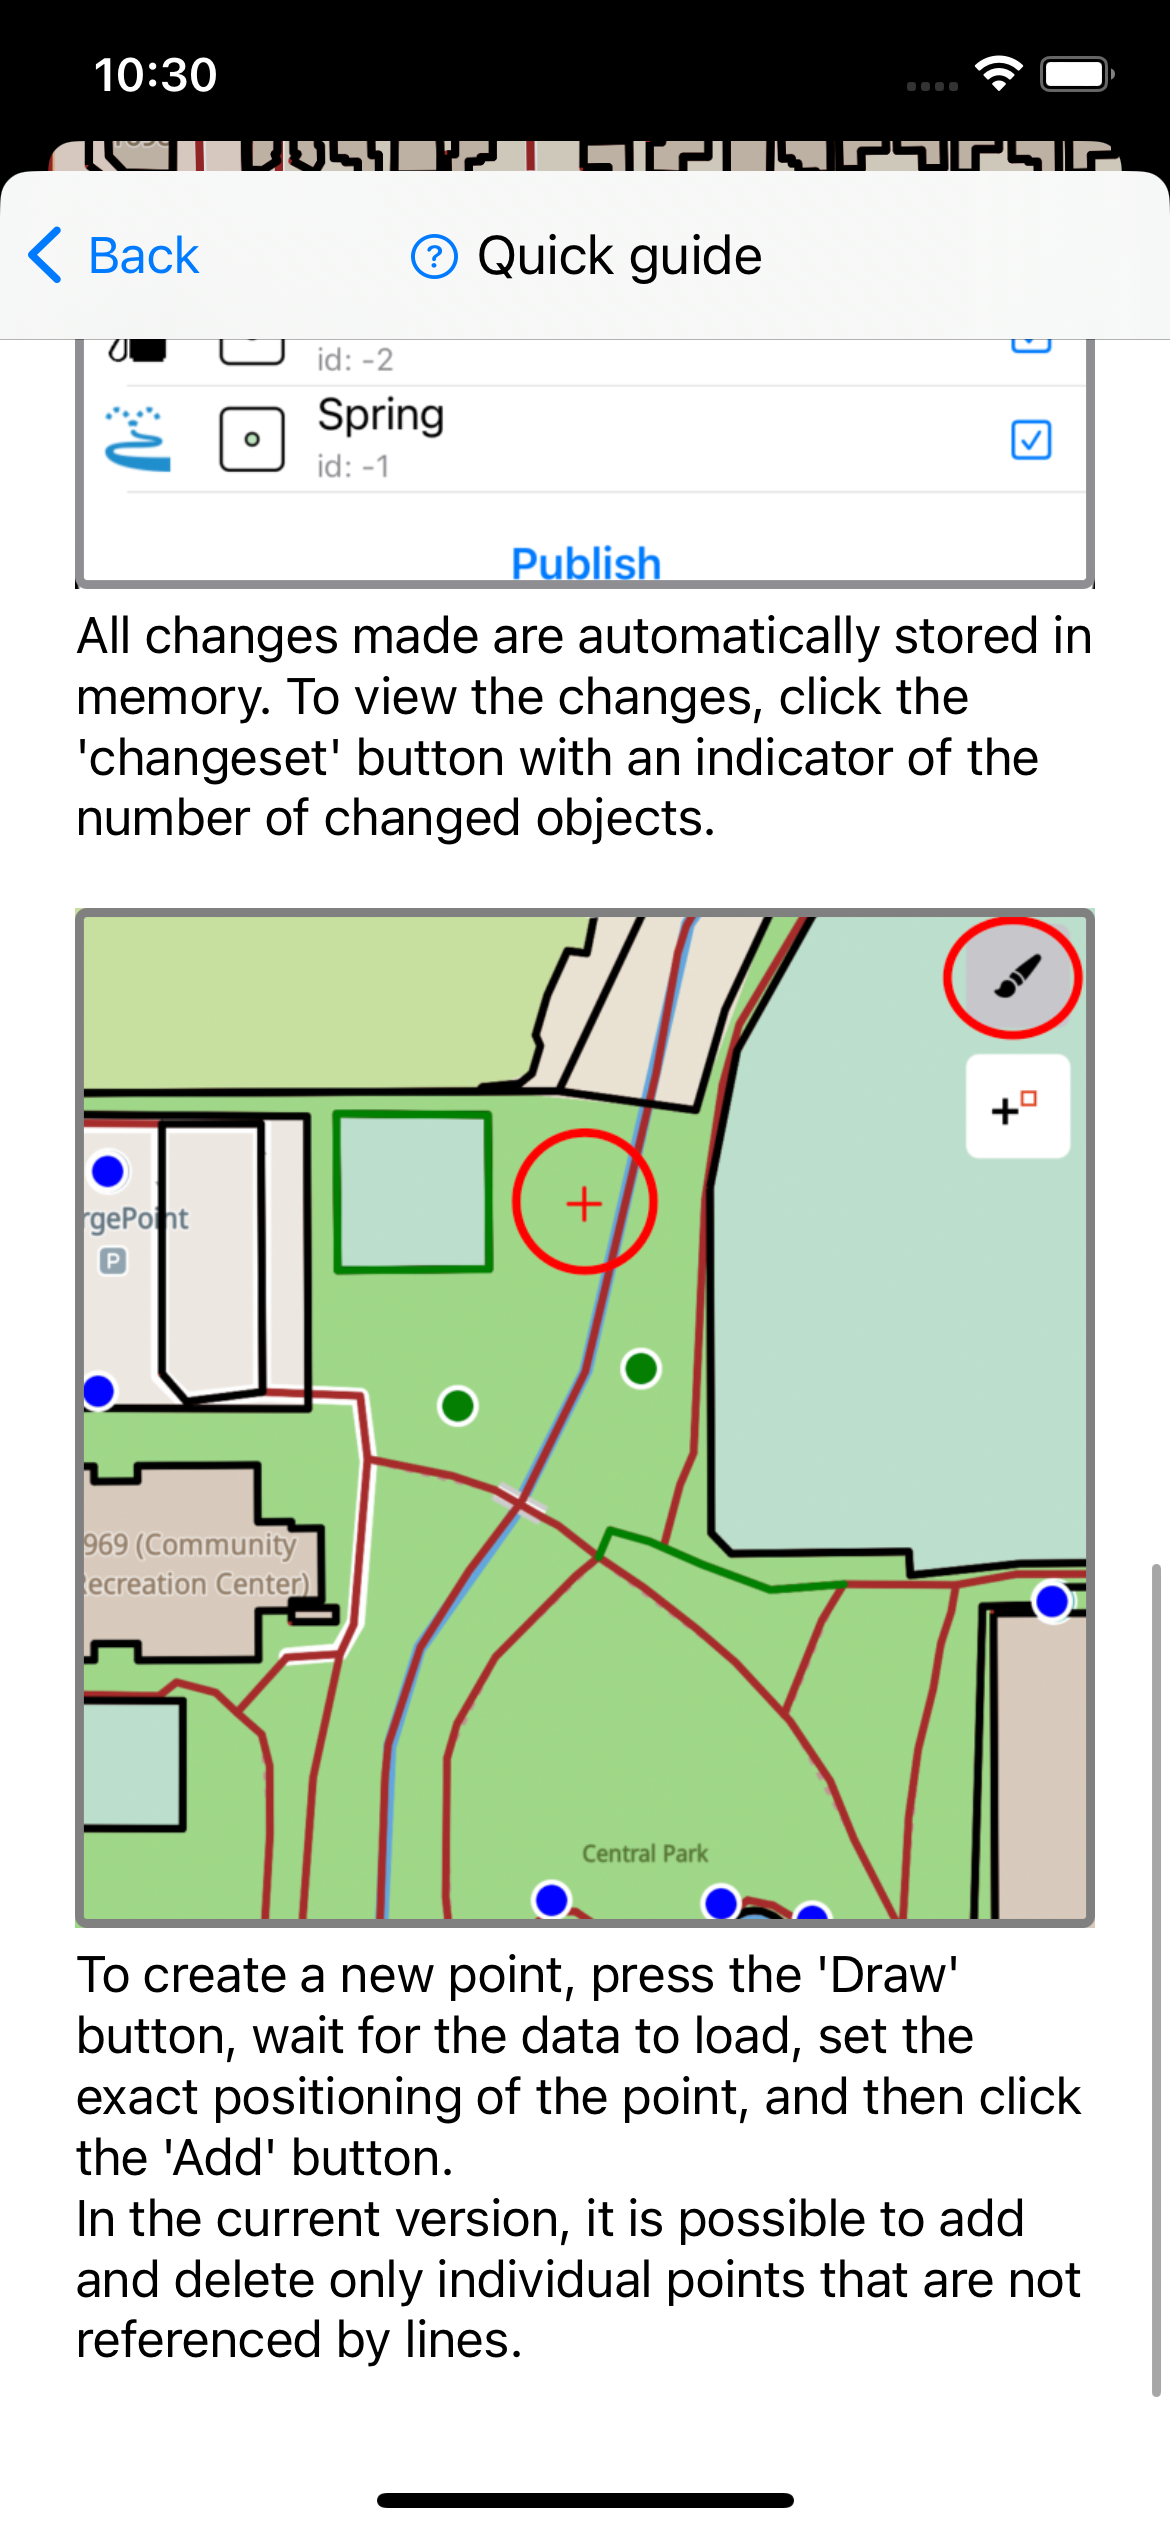 10:30
Back
? Quick guide
id: -2
Spring
id: -1
Publish
All changes made are automatically stored in
memory. To view the changes, click the
'changeset' button with an indicator of the
number of changed objects.
rgePoint
P
969 (Community
ecreation Center)
Central Park
To create a new point, press the 'Draw'
button, wait for the data to load, set the
exact positioning of the point, and then click
the 'Add' button.
In the current version, it is possible to add
and delete only individual points that are not
referenced by lines.